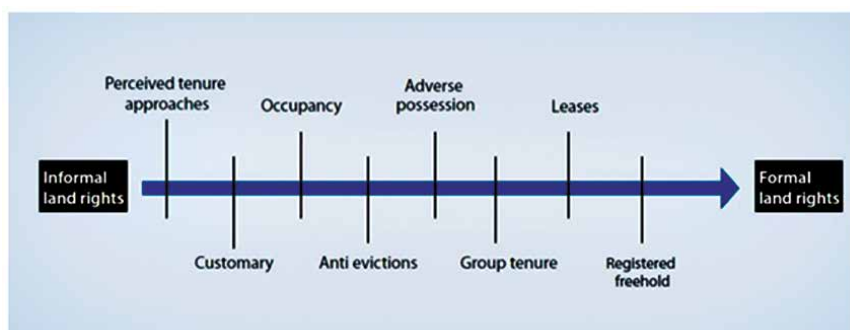 Perceived tenure
approaches
Occupancy
Adverse
possession
Leases
Informal
land rights
Formal
land rights
Customary
Anti evictions
Group tenure
Registered
freehold